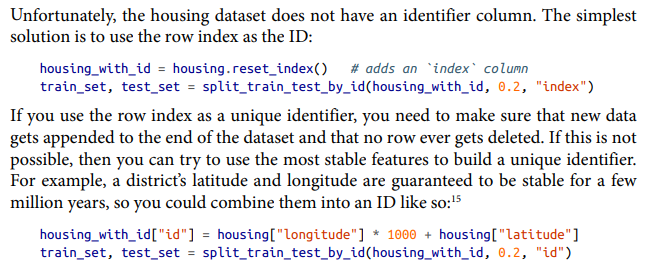 Unfortunately, the housing dataset does not have an identifier column. The simplest
solution is to use the row index as the ID:
housing_with_id = housing.reset_index()   # adds an `index` column
train_set, test_set = split_train_test_by_id(housing_with_id, 0.2, "index")
If you use the row index as a unique identifier, you need to make sure that new data
gets appended to the end of the dataset and that no row ever gets deleted. If this is not
possible, then you can try to use the most stable features to build a unique identifier.
For example, a district’s latitude and longitude are guaranteed to be stable for a few
million years, so you could combine them into an ID like so:¹⁵
housing_with_id["id"] = housing["longitude"] * 1000 + housing["latitude"]
train_set, test_set = split_train_test_by_id(housing_with_id, 0.2, "id")